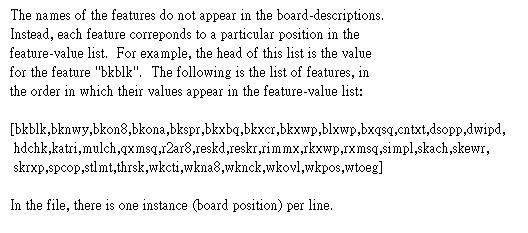 The names of the features do not appear in the board-descriptions.
Instead, each feature correponds to a particular position in the
feature-value list. For example, the head of this list is the value
for the feature "bkblk". The following is the list of features, in
the order in which their values appear in the feature-value list:
[bkblk,bknwy,bkon8,bkona,bkspr,bkxbq,bkxcr,bkxwp,blxwp,bxqsq,cntxt,dsopp,dwipd,
hdchk,katri,mulch,qxmsq,r2ar8,reskd,reskr,rimmx,rkxwp,rxmsq,simpl,skach,skewr,
skrxp,spcop,stlmt,thrsk,wkcti,wkna8,wknck,wkovl,wkpos,wtoeg]
In the file, there is one instance (board position) per line.